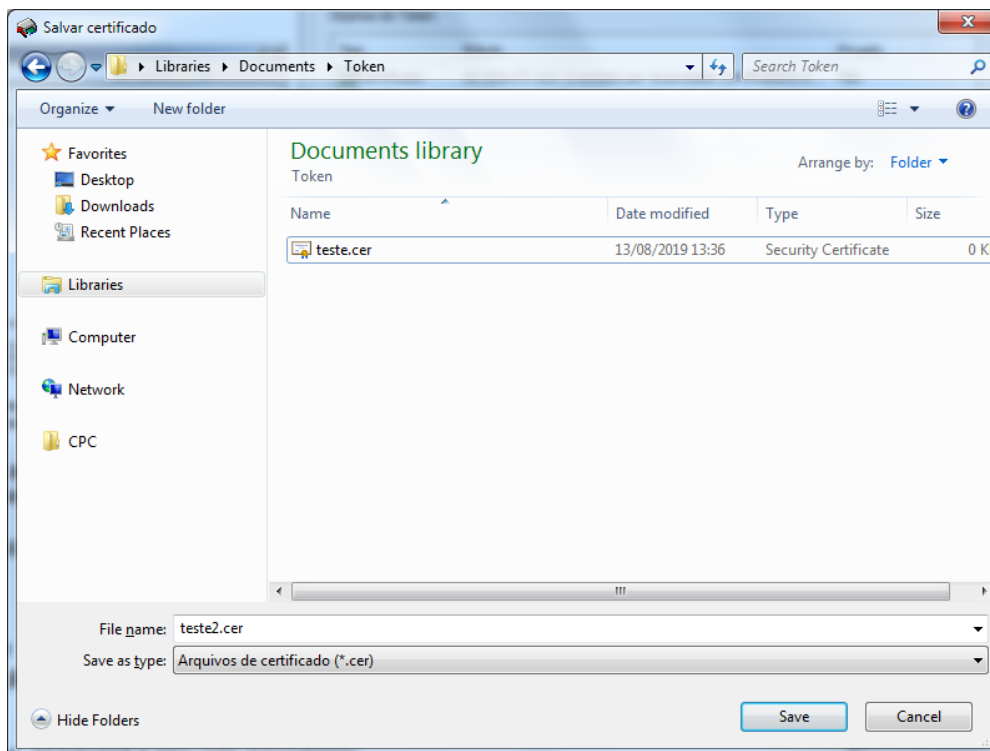 Salvar certificado
Libraries Documents Token
Search Token
Organize New folder
Favorites
Desktop
Downloads
Recent Places
Libraries
Computer
Network
CPC
Documents library
Token
Arrange by: Folder
Name Date modified Type Size
teste.cer 13/08/2019 13:36 Security Certificate 0 K
File name: teste2.cer
Save as type: Arquivos de certificado (*.cer)
Hide Folders
Save Cancel